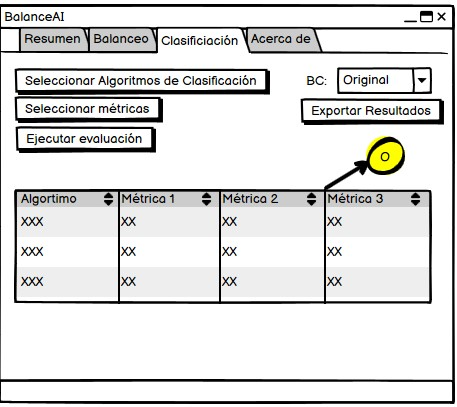 BalanceAI
Resumen Balanceo Clasificiación Acerca de
Seleccionar Algoritmos de Clasificación BC: Original
Seleccionar métricas Exportar Resultados
Ejecutar evaluación
O
Algortimo Métrica 1 Métrica 2 Métrica 3
XXX XX XX XX
XXX XX XX XX
XXX XX XX XX